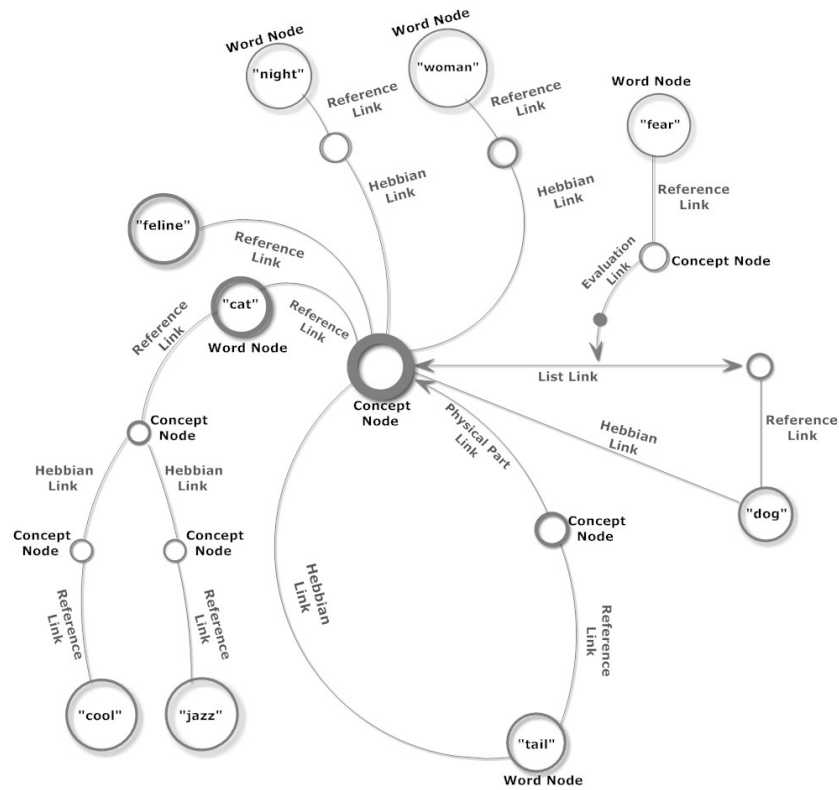 Word Node
"night"
Reference
Link
Hebbian
Link
Word Node
"woman"
Reference
Link
Hebbian
Link
Word Node
"fear"
Reference
Link
Evaluation
Link
Concept Node
"feline"
Reference
Link
"cat"
Word Node
Reference
Link
Reference
Link
Concept
Node
List Link
Reference
Link
"dog"
Hebbian
Link
Physical Part
Link
Concept
Node
Reference
Link
"tail"
Word Node
Hebbian
Link
Concept
Node
Hebbian
Link
Hebbian
Link
Concept
Node
Concept
Node
Reference
Link
Reference
Link
"cool"
"jazz"